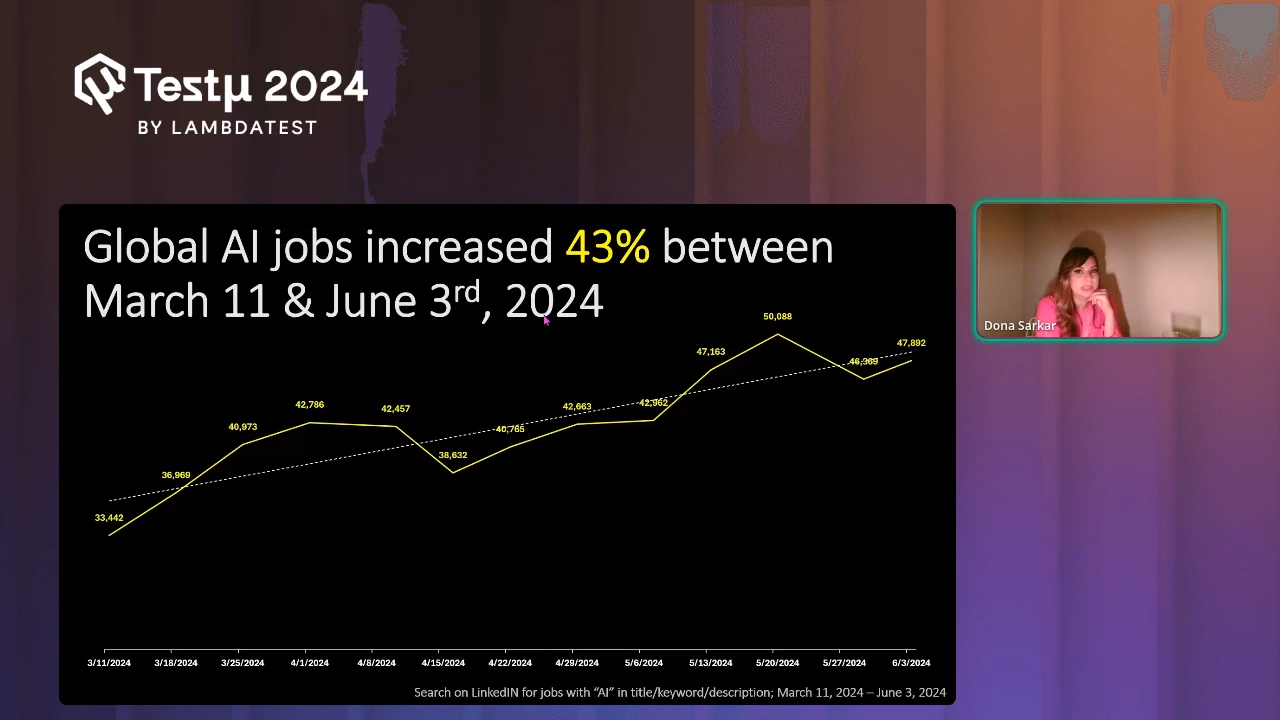 Testμ 2024
BY LAMBDATEST
Global AI jobs increased 43% between
March 11 & June 3rd, 2024
Dona Sarkar
50,088
47,163
47,892
46,369
42,786
42,457
42,663
42,962
40,973
40,765
38,632
36,969
33,442
3/11/2024 3/18/2024 3/25/2024 4/1/2024 4/8/2024 4/15/2024 4/22/2024 4/29/2024 5/6/2024 5/13/2024 5/20/2024 5/27/2024 6/3/2024
Search on LinkedIN for jobs with “AI” in title/keyword/description; March 11, 2024 – June 3, 2024